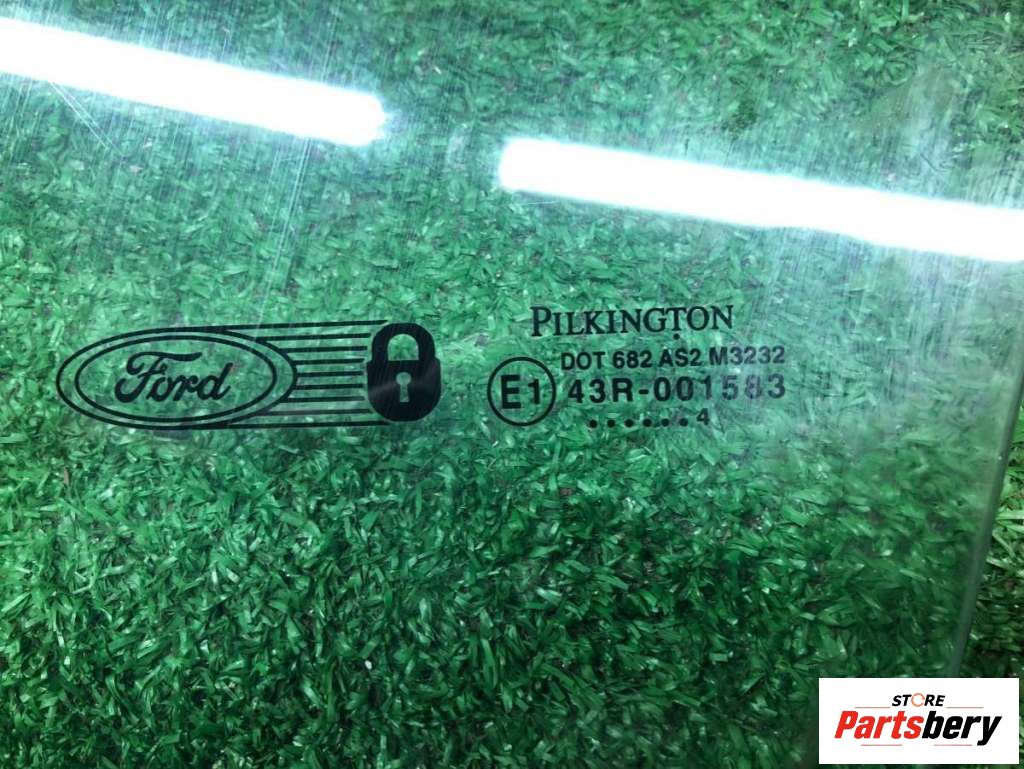 Ford
PILKINGTON
DOT 682 AS2 M3232
E1 43R-001583
......4
STORE
Partsbery